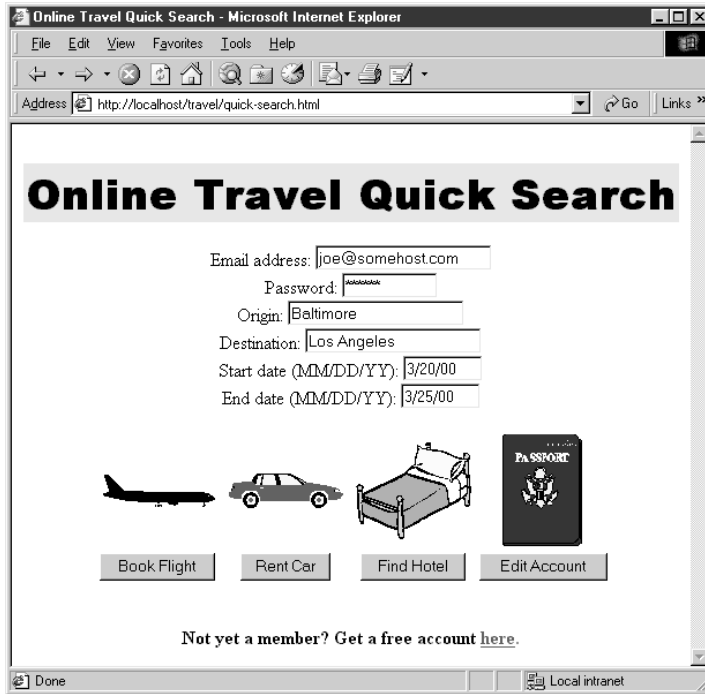 Online Travel Quick Search - Microsoft Internet Explorer
File Edit View Favorites Tools Help
Address http://localhost/travel/quick-search.html Go Links »
Online Travel Quick Search
Email address: joe@somehost.com
Password: *******
Origin: Baltimore
Destination: Los Angeles
Start date (MM/DD/YY): 3/20/00
End date (MM/DD/YY): 3/25/00
PASSPORT
Book Flight Rent Car Find Hotel Edit Account
Not yet a member? Get a free account here.
Done Local intranet